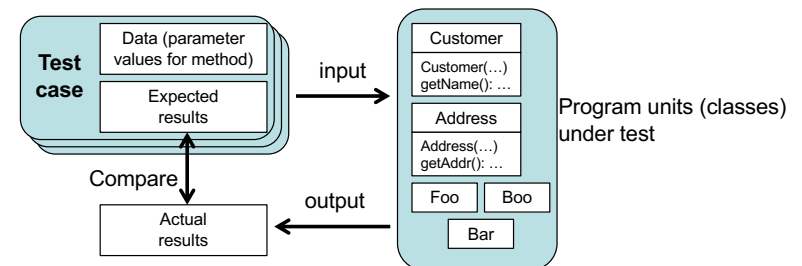 Test
case
Data (parameter
values for method)
Expected
results
input
Customer
Customer(…)
getName(): …
Address
Address(…)
getAddr(): …
Foo
Boo
Bar
Program units (classes)
under test
Compare
output
Actual
results